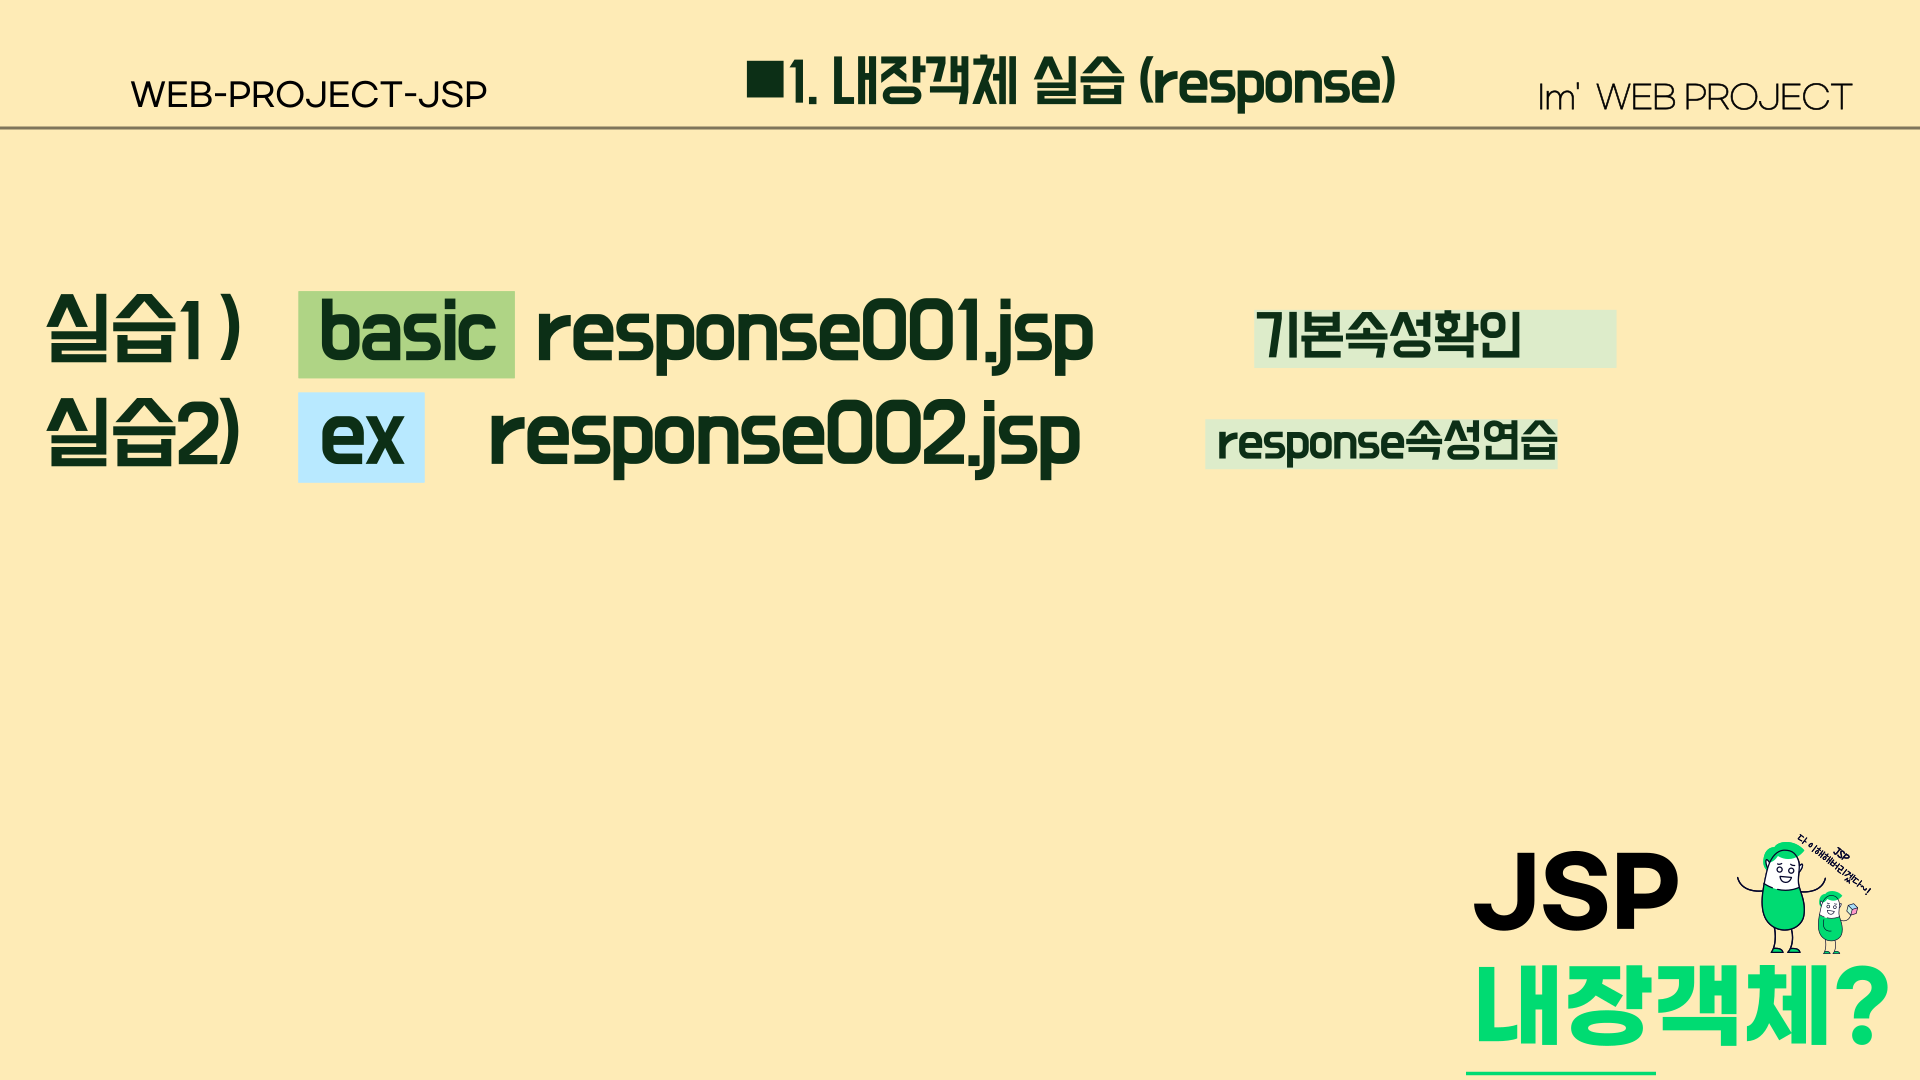 WEB-PROJECT-JSP
■1. 내장객체 실습 (response)
Im' WEB PROJECT
실습1 ) basic response001.jsp 기본속성확인
실습2) ex response002.jsp response속성연습
JSP
다 이해해버리겠다~!
JSP
내장객체?